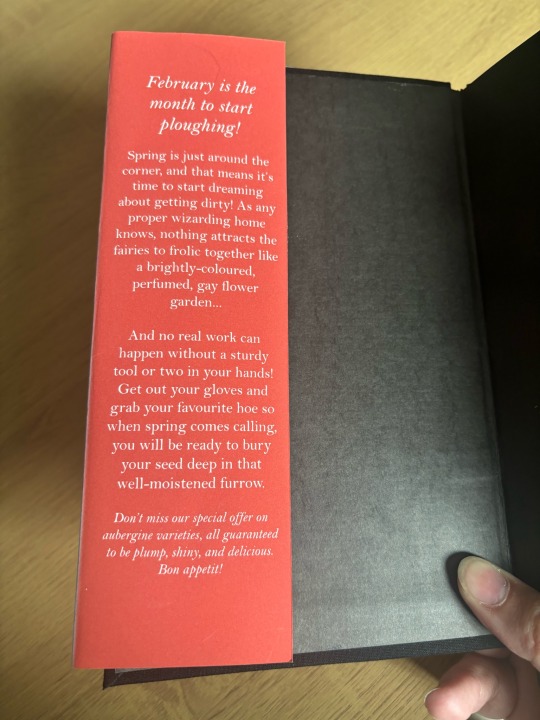 February is the
month to start
ploughing!
Spring is just around the
corner, and that means it's
time to start dreaming
about getting dirty! As any
proper wizarding home
knows, nothing attracts the
fairies to frolic together like
a brightly-coloured,
perfumed, gay flower
garden...
And no real work can
happen without a sturdy
tool or two in your hands!
Get out your gloves and
grab your favourite hoe so
when spring comes calling,
you will be ready to bury
your seed deep in that
well-moistened furrow.
Don't miss our special offer on
aubergine varieties, all guaranteed
to be plump, shiny, and delicious.
Bon appetit!